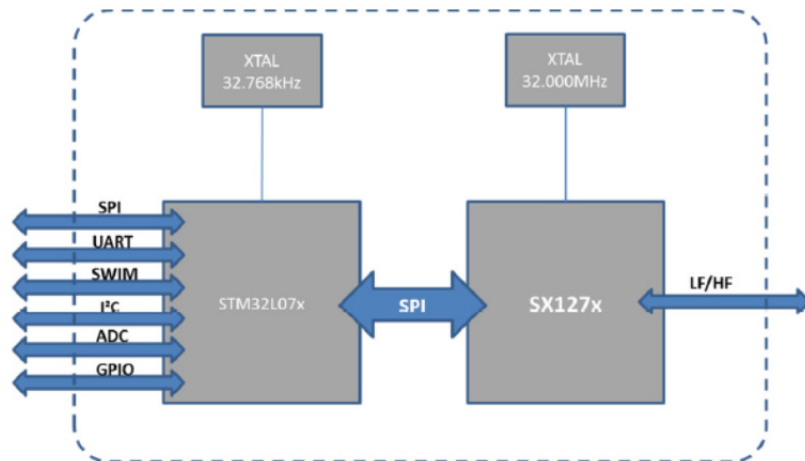 XTAL
32.768kHz
XTAL
32.000MHz
SPI
UART
SWIM
I²C
ADC
GPIO
STM32L07x
SPI
SX127x
LF/HF